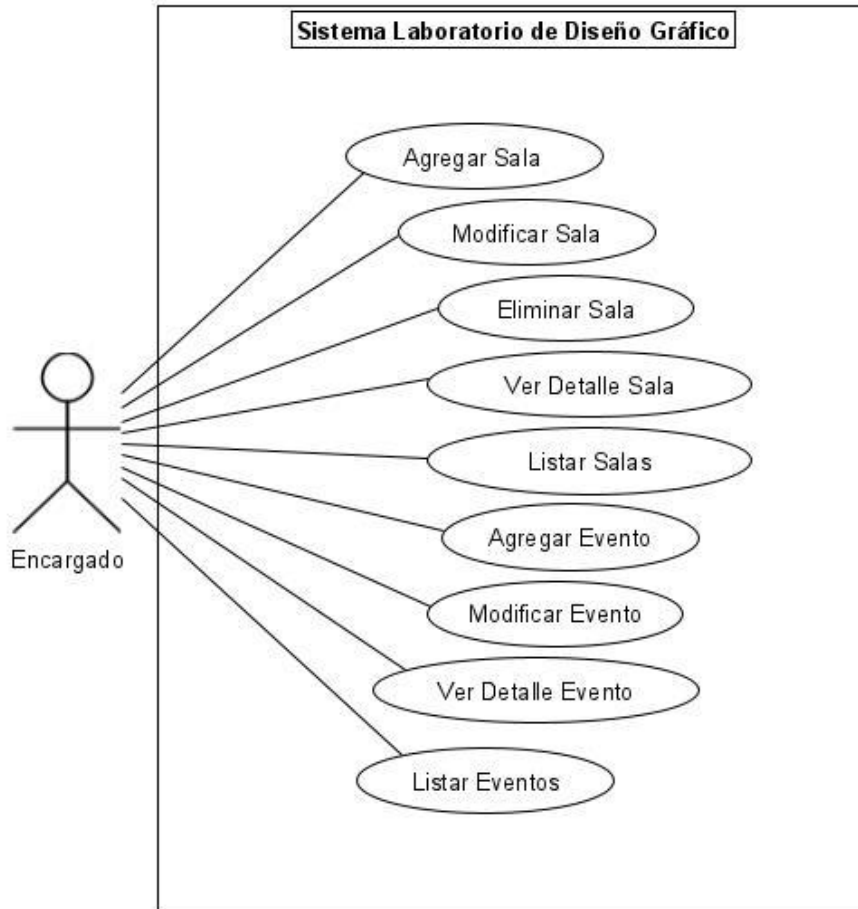 Sistema Laboratorio de Diseño Gráfico
Agregar Sala
Modificar Sala
Eliminar Sala
Ver Detalle Sala
Listar Salas
Agregar Evento
Encargado
Modificar Evento
Ver Detalle Evento
Listar Eventos